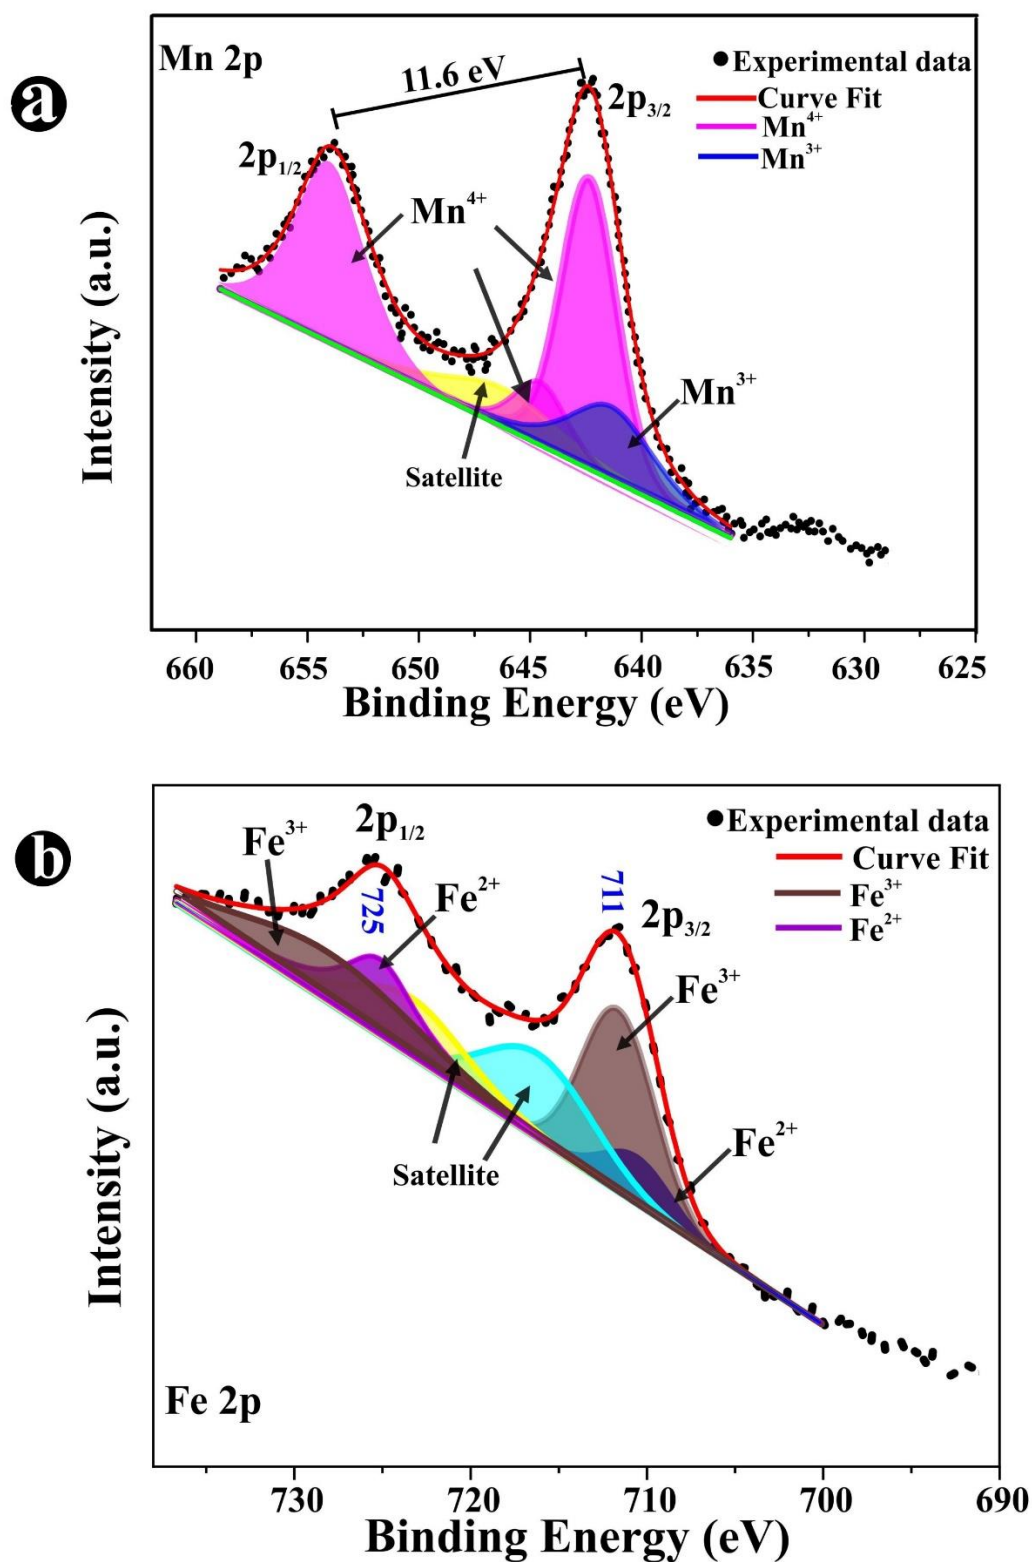 a
Mn 2p
11.6 eV
2p1/2
2p3/2
Experimental data
Curve Fit
Mn4+
Mn3+
Mn4+
Mn3+
Satellite
Intensity (a.u.)
660 655 650 645 640 635 630 625
Binding Energy (eV)
b
Fe3+
2p1/2
725
Fe2+
711
2p3/2
Experimental data
Curve Fit
Fe3+
Fe2+
Fe3+
Fe2+
Satellite
Intensity (a.u.)
Fe 2p
730 720 710 700 690
Binding Energy (eV)